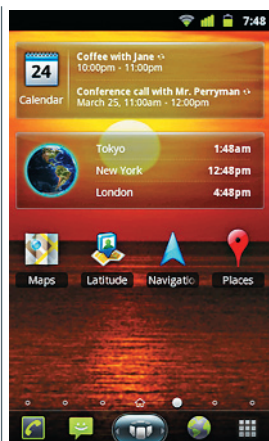 7:48
24
Calendar
Coffee with Jane
10:00pm - 11:00pm
Conference call with Mr. Perryman
March 25, 11:00am - 12:00pm
Tokyo 1:48am
New York 12:48pm
London 4:48pm
Maps Latitude Navigatio Places